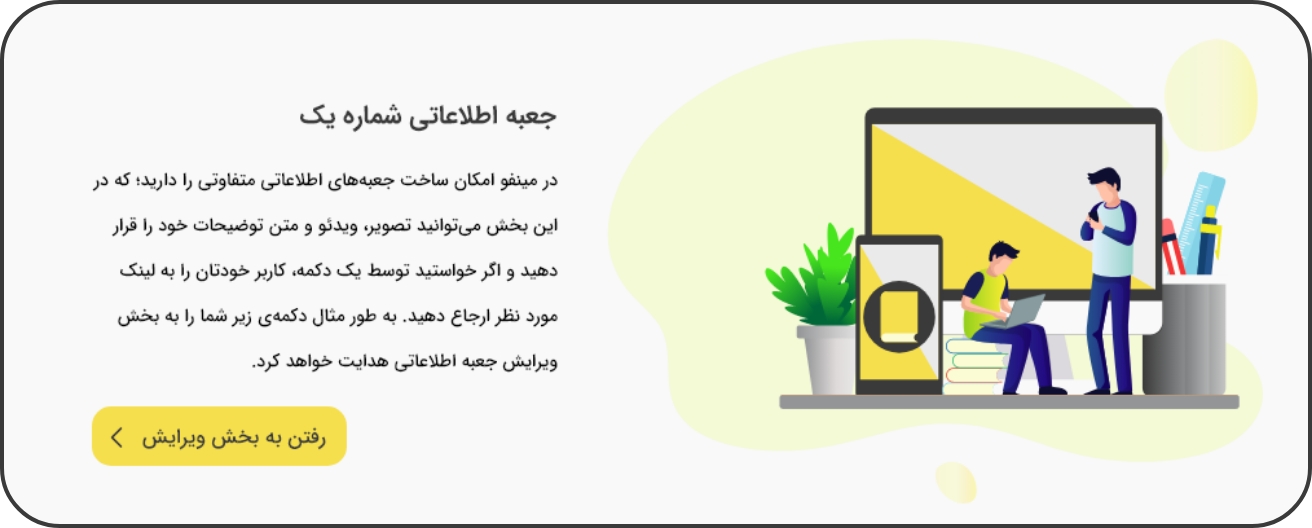 جعبه اطلاعاتی شماره یک
در مینفو امکان ساخت جعبه‌های اطلاعاتی متفاوتی را دارید؛ که در
این بخش می‌توانید تصویر، ویدئو و متن توضیحات خود را قرار
دهید و اگر خواستید توسط یک دکمه، کاربر خودتان را به لینک
مورد نظر ارجاع دهید. به طور مثال دکمه‌ی زیر شما را به بخش
ویرایش جعبه اطلاعاتی هدایت خواهد کرد.
رفتن به بخش ویرایش